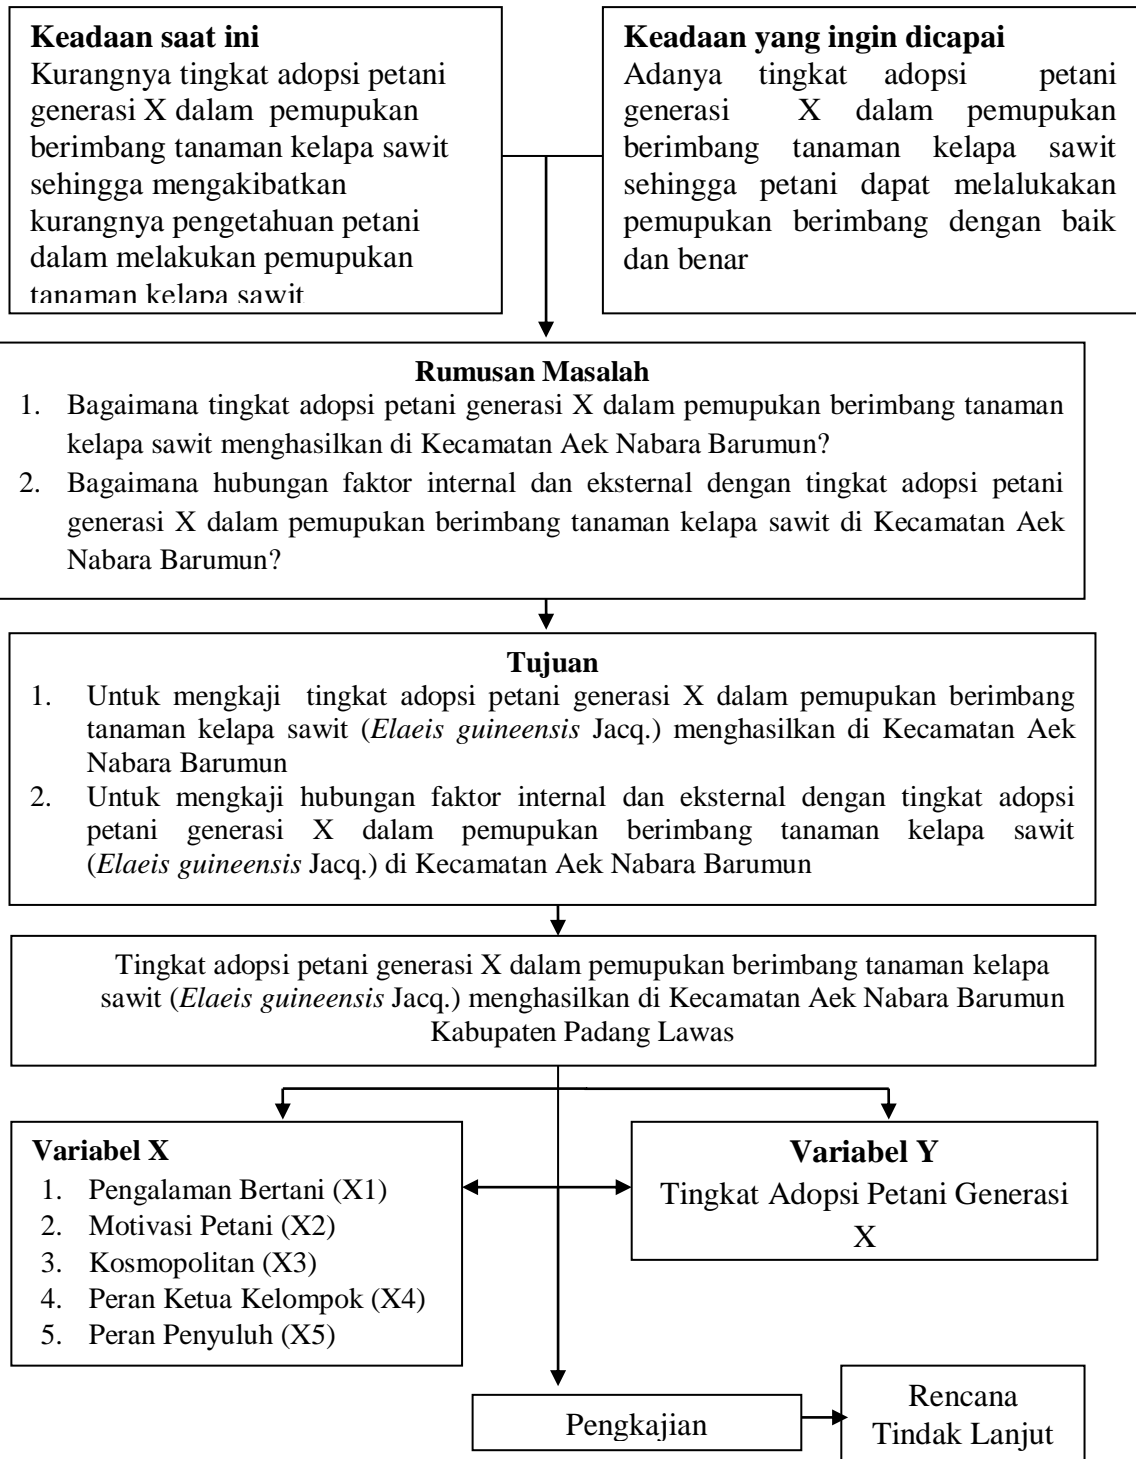 Keadaan saat ini
Kurangnya tingkat adopsi petani
generasi X dalam pemupukan
berimbang tanaman kelapa sawit
sehingga mengakibatkan
kurangnya pengetahuan petani
dalam melakukan pemupukan
tanaman kelapa sawit
Keadaan yang ingin dicapai
Adanya tingkat adopsi petani
generasi X dalam pemupukan
berimbang tanaman kelapa sawit
sehingga petani dapat melalukakan
pemupukan berimbang dengan baik
dan benar
Rumusan Masalah
1. Bagaimana tingkat adopsi petani generasi X dalam pemupukan berimbang tanaman
kelapa sawit menghasilkan di Kecamatan Aek Nabara Barumun?
2. Bagaimana hubungan faktor internal dan eksternal dengan tingkat adopsi petani
generasi X dalam pemupukan berimbang tanaman kelapa sawit di Kecamatan Aek
Nabara Barumun?
Tujuan
1. Untuk mengkaji tingkat adopsi petani generasi X dalam pemupukan berimbang
tanaman kelapa sawit (Elaeis guineensis Jacq.) menghasilkan di Kecamatan Aek
Nabara Barumun
2. Untuk mengkaji hubungan faktor internal dan eksternal dengan tingkat adopsi
petani generasi X dalam pemupukan berimbang tanaman kelapa sawit
(Elaeis guineensis Jacq.) di Kecamatan Aek Nabara Barumun
Tingkat adopsi petani generasi X dalam pemupukan berimbang tanaman kelapa
sawit (Elaeis guineensis Jacq.) menghasilkan di Kecamatan Aek Nabara Barumun
Kabupaten Padang Lawas
Variabel X
1. Pengalaman Bertani (X1)
2. Motivasi Petani (X2)
3. Kosmopolitan (X3)
4. Peran Ketua Kelompok (X4)
5. Peran Penyuluh (X5)
Variabel Y
Tingkat Adopsi Petani Generasi
X
Pengkajian
Rencana
Tindak Lanjut